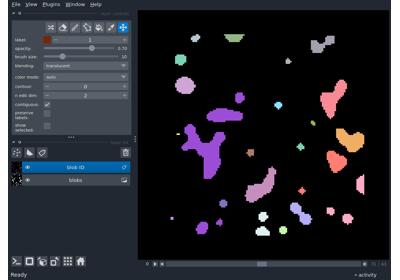 File View Plugins Window Help
label: 1
opacity: 0.70
brush size: 10
blending: translucent
color mode: auto
contour: 0
n edit dim: 2
contiguous:
preserve
labels:
show
selected:
blob ID
blobs
Ready
activity